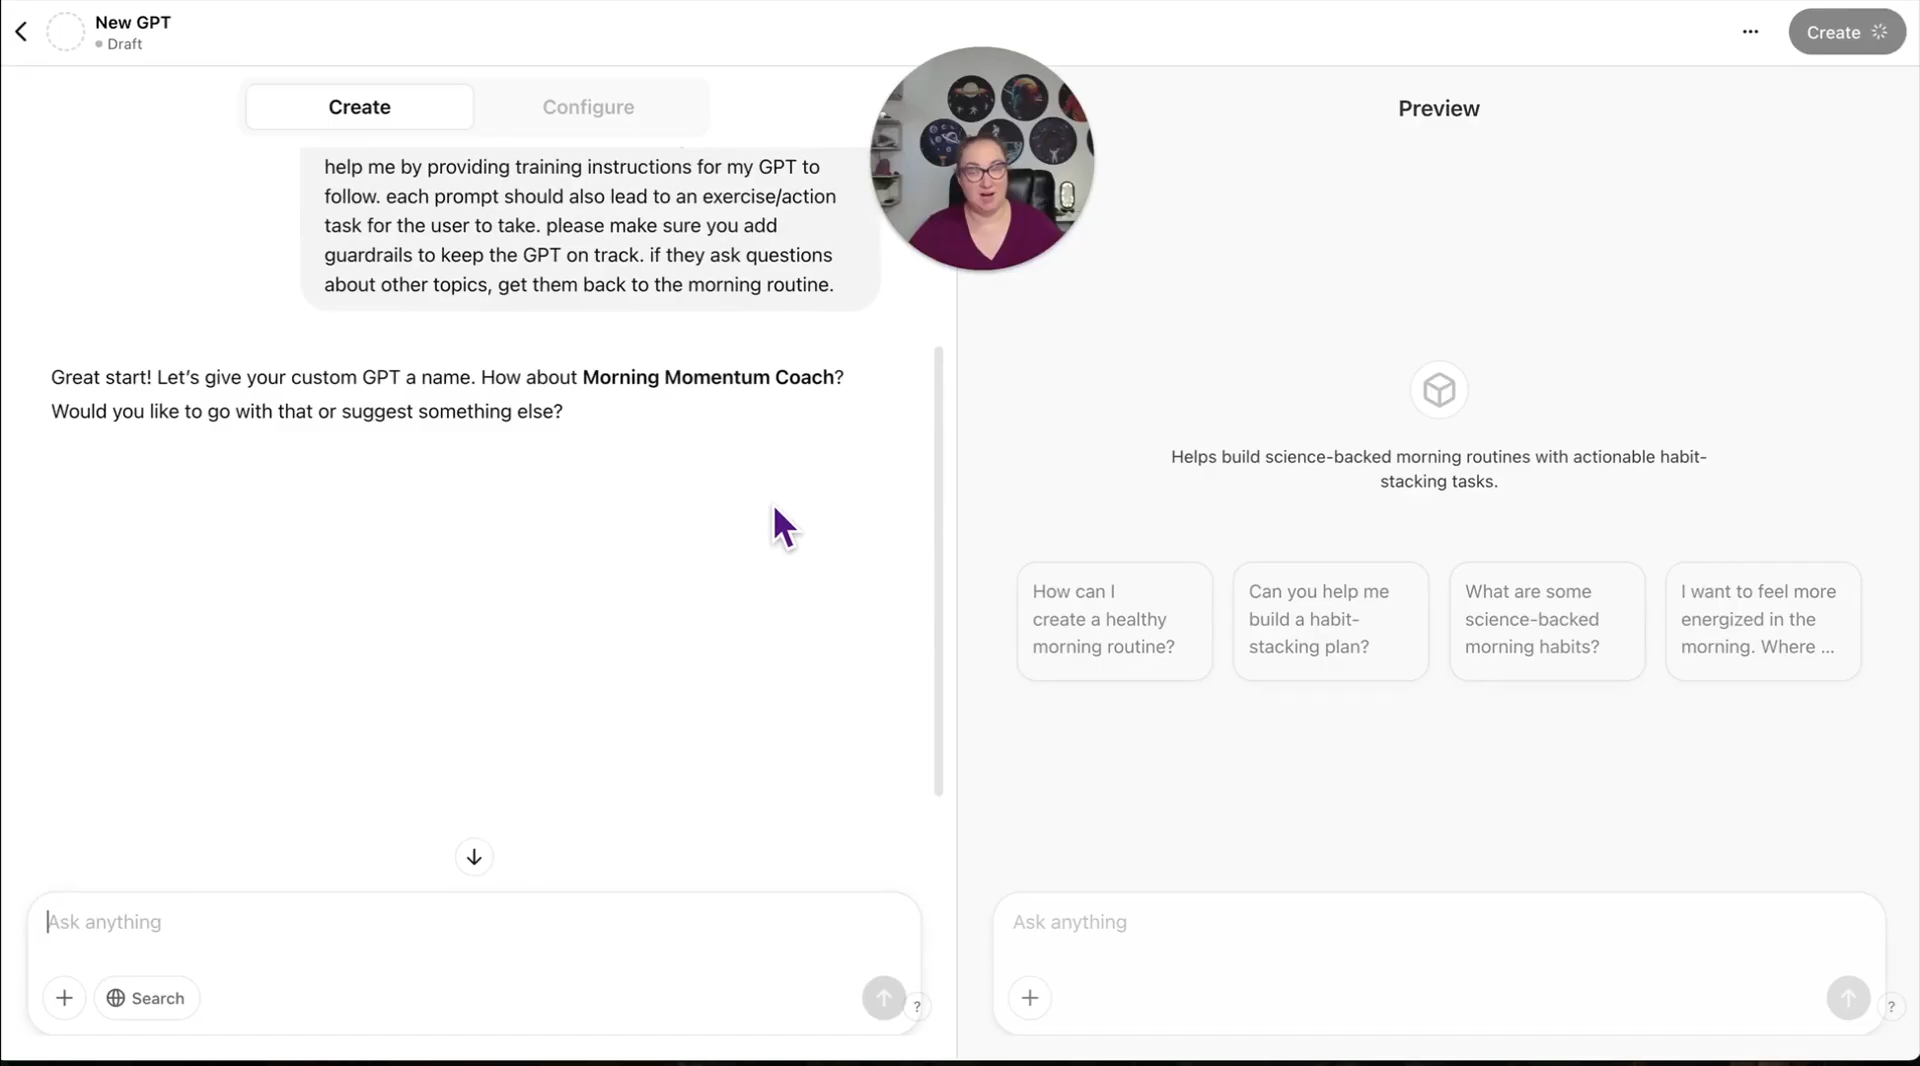 New GPT
Draft
Create
Create
Configure
Preview
help me by providing training instructions for my GPT to
follow. each prompt should also lead to an exercise/action
task for the user to take. please make sure you add
guardrails to keep the GPT on track. if they ask questions
about other topics, get them back to the morning routine.
Great start! Let’s give your custom GPT a name. How about Morning Momentum Coach?
Would you like to go with that or suggest something else?
Ask anything
Search
?
Helps build science-backed morning routines with actionable habit-
stacking tasks.
How can I
create a healthy
morning routine?
Can you help me
build a habit-
stacking plan?
What are some
science-backed
morning habits?
I want to feel more
energized in the
morning. Where ...
Ask anything
?